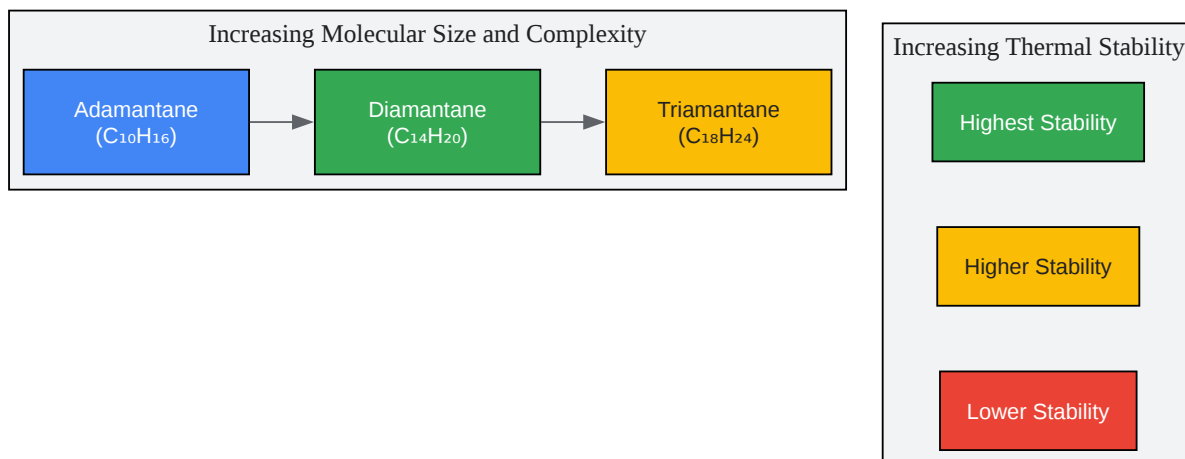 Increasing Molecular Size and Complexity
Adamantane
(C₁₀H₁₆)
Diamantane
(C₁₄H₂₀)
Triamantane
(C₁₈H₂₄)
Increasing Thermal Stability
Highest Stability
Higher Stability
Lower Stability